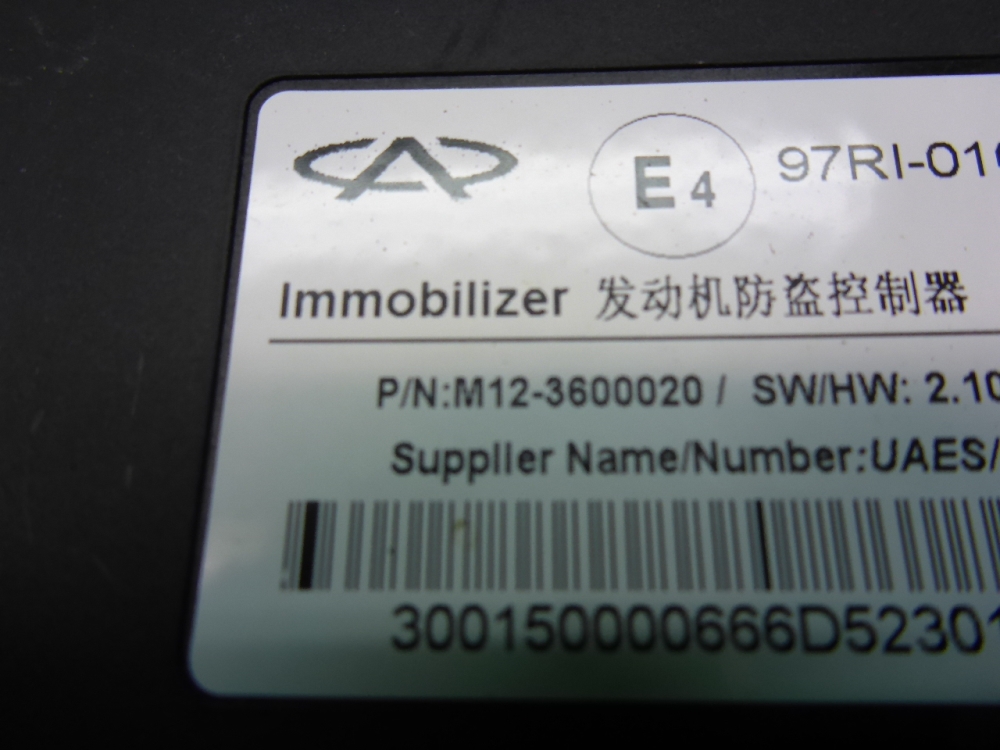 E4 97RI-01
Immobilizer 发动机防盗控制器
P/N:M12-3600020 / SW/HW: 2.10
Supplier Name/Number:UAES/
300150000666D52301